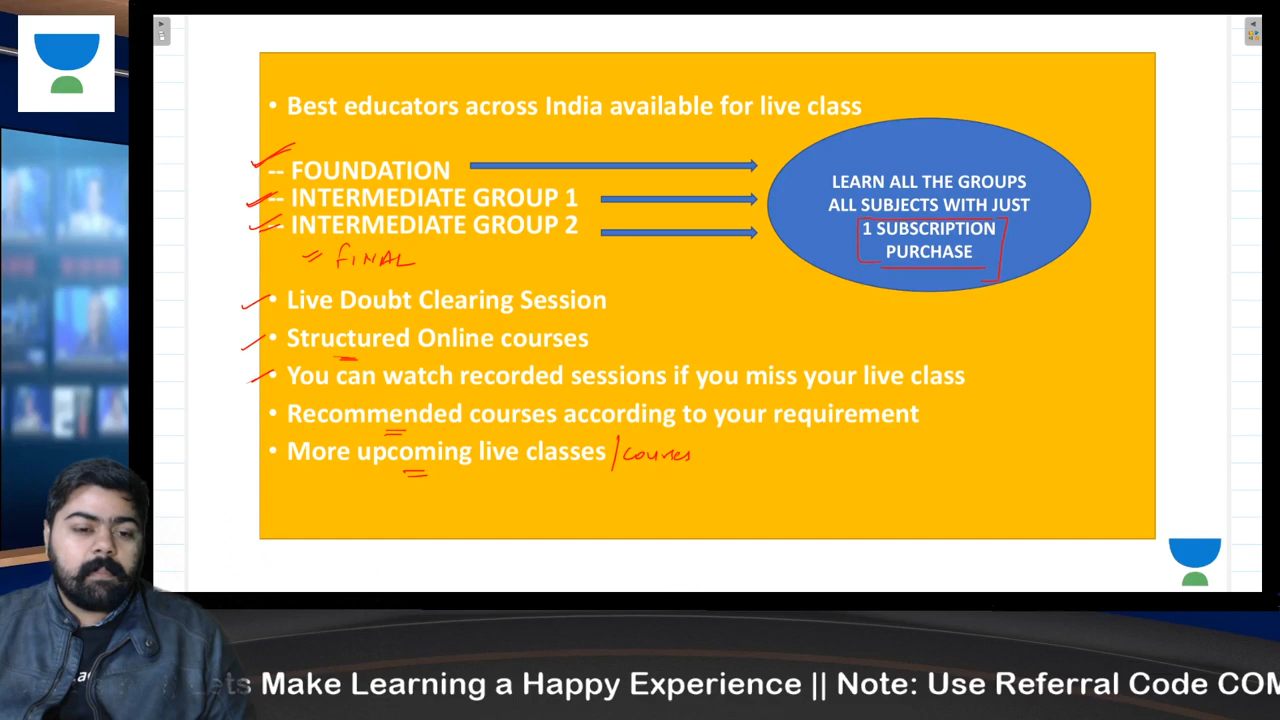 • Best educators across India available for live class
-- FOUNDATION
-- INTERMEDIATE GROUP 1
-- INTERMEDIATE GROUP 2
= FINAL
LEARN ALL THE GROUPS
ALL SUBJECTS WITH JUST
1 SUBSCRIPTION
PURCHASE
• Live Doubt Clearing Session
• Structured Online courses
• You can watch recorded sessions if you miss your live class
• Recommended courses according to your requirement
• More upcoming live classes / courses
Lets Make Learning a Happy Experience || Note: Use Referral Code